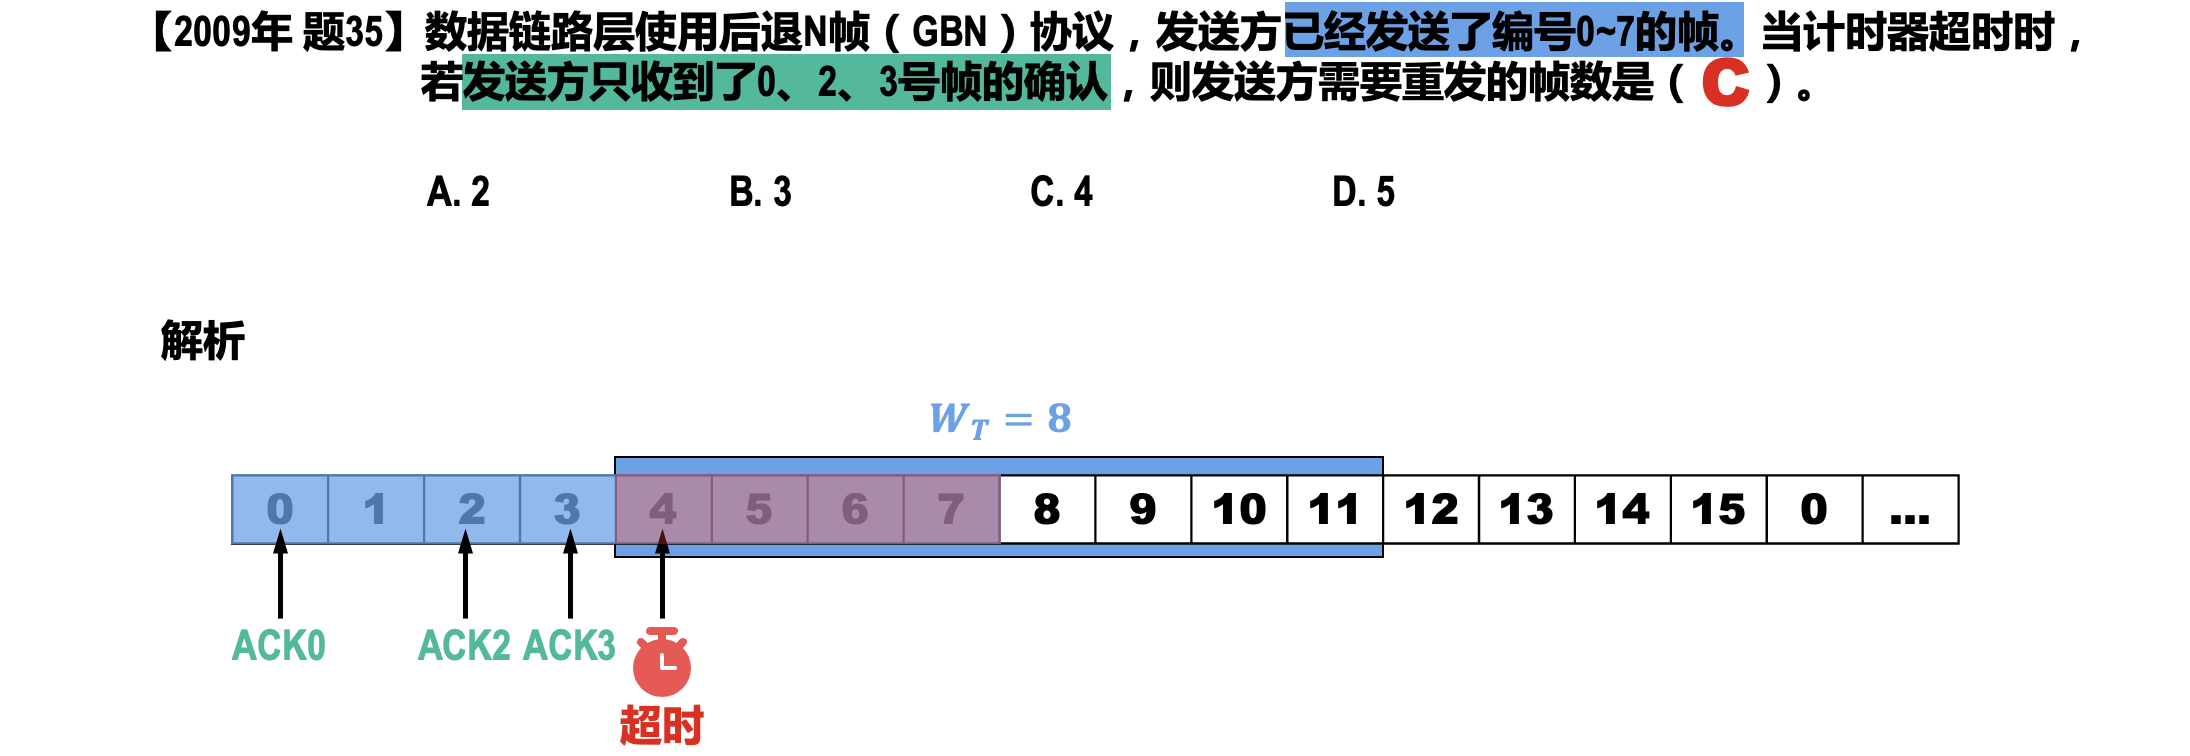 【2009年 题35】数据链路层使用后退N帧（GBN）协议，发送方已经发送了编号0~7的帧。当计时器超时时，
若发送方只收到了0、2、3号帧的确认，则发送方需要重发的帧数是（ C ）。
A. 2 B. 3 C. 4 D. 5
解析
W_T = 8
0 1 2 3 4 5 6 7 8 9 10 11 12 13 14 15 0 ...
ACK0 ACK2 ACK3
超时